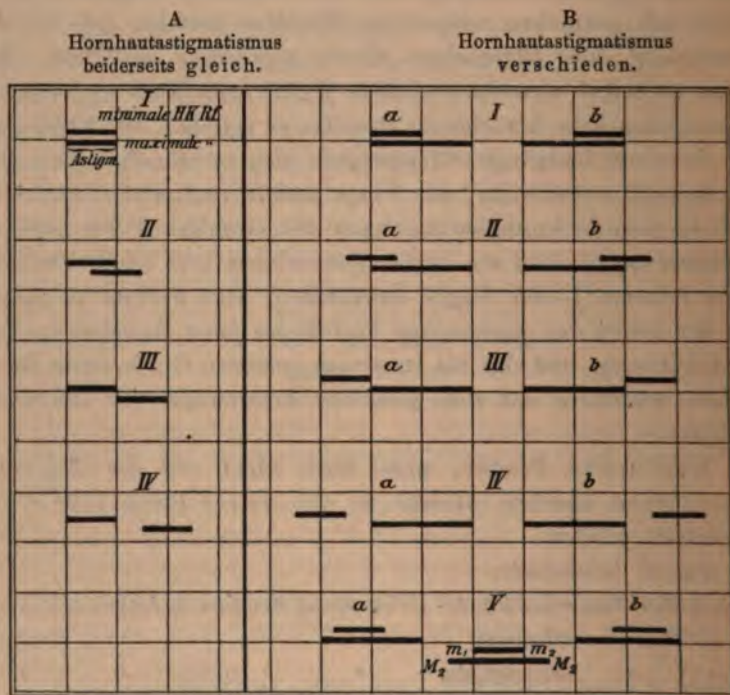 A
Hornhautastigmatismus
beiderseits gleich.
B
Hornhautastigmatismus
verschieden.
I
minimale HK Rf.
maximale "
Astigm.
a I b
II
a II b
III
a III b
IV
a IV b
a V b
m₁ m₂
M₂ M₂